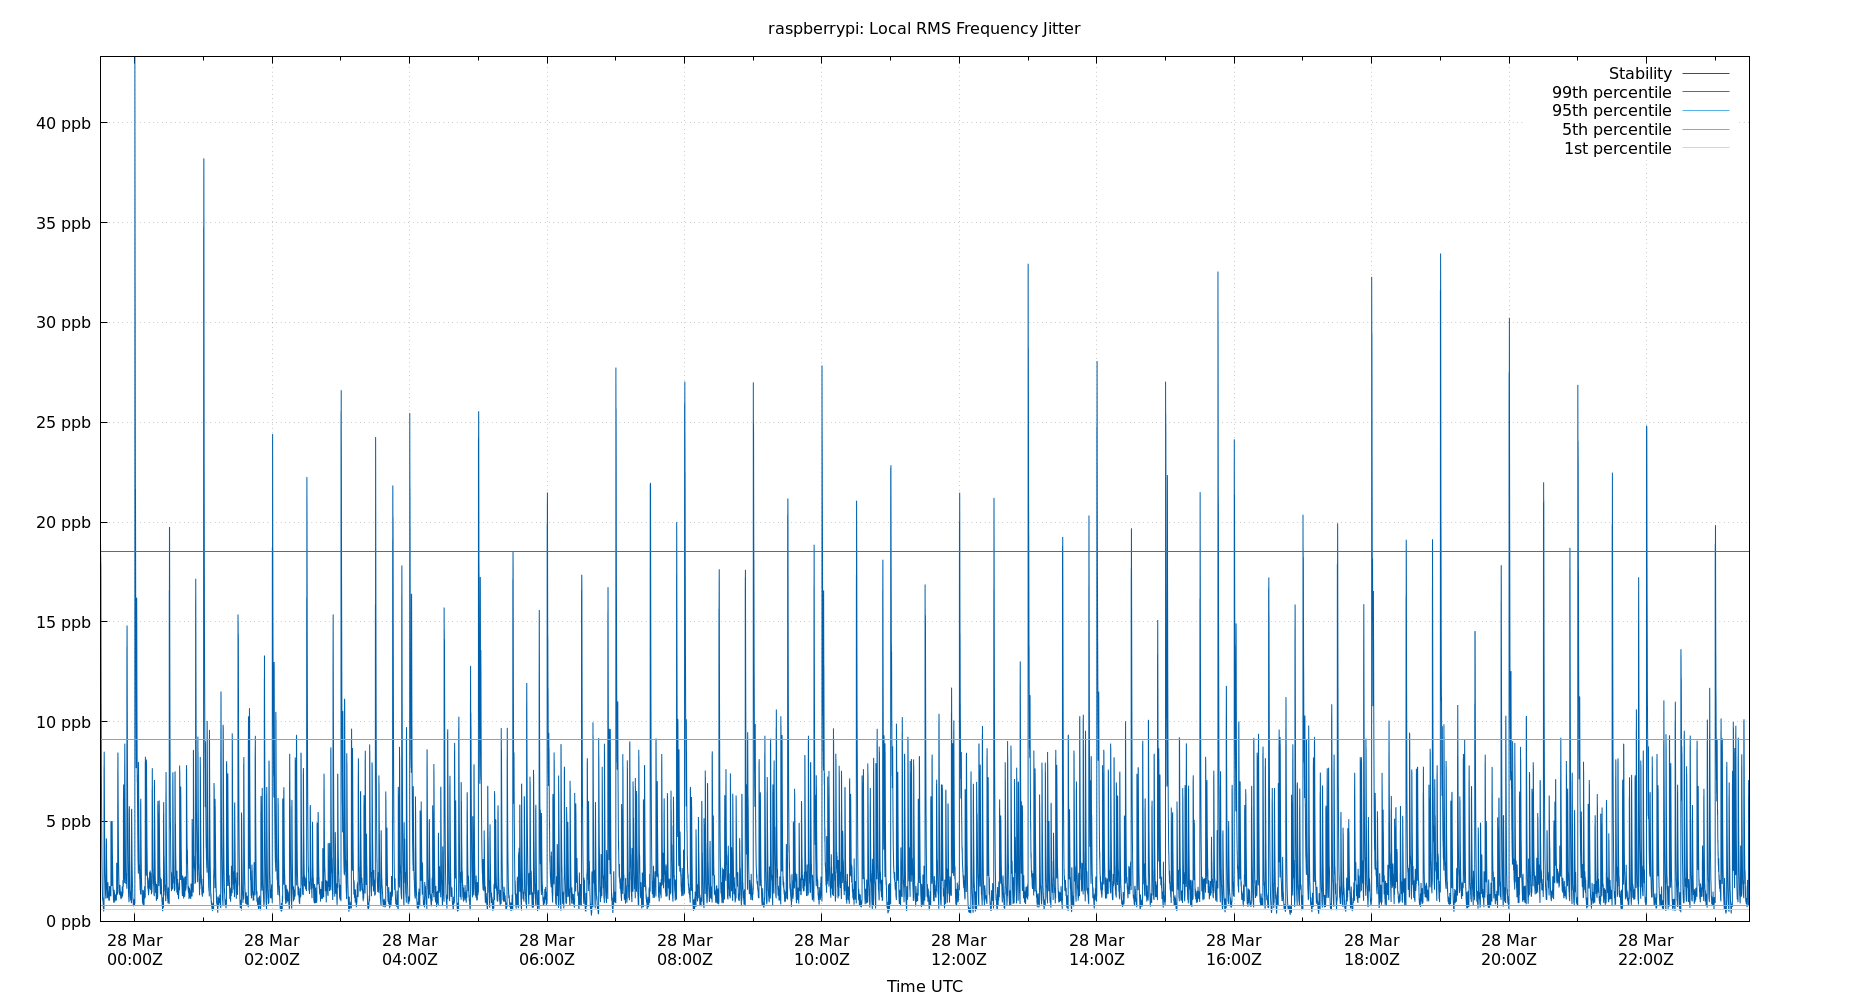 raspberrypi: Local RMS Frequency Jitter
Stability
99th percentile
95th percentile
5th percentile
1st percentile
40 ppb
35 ppb
30 ppb
25 ppb
20 ppb
15 ppb
10 ppb
5 ppb
0 ppb
28 Mar 28 Mar 28 Mar 28 Mar 28 Mar 28 Mar 28 Mar 28 Mar 28 Mar 28 Mar 28 Mar 28 Mar
00:00Z 02:00Z 04:00Z 06:00Z 08:00Z 10:00Z 12:00Z 14:00Z 16:00Z 18:00Z 20:00Z 22:00Z
Time UTC